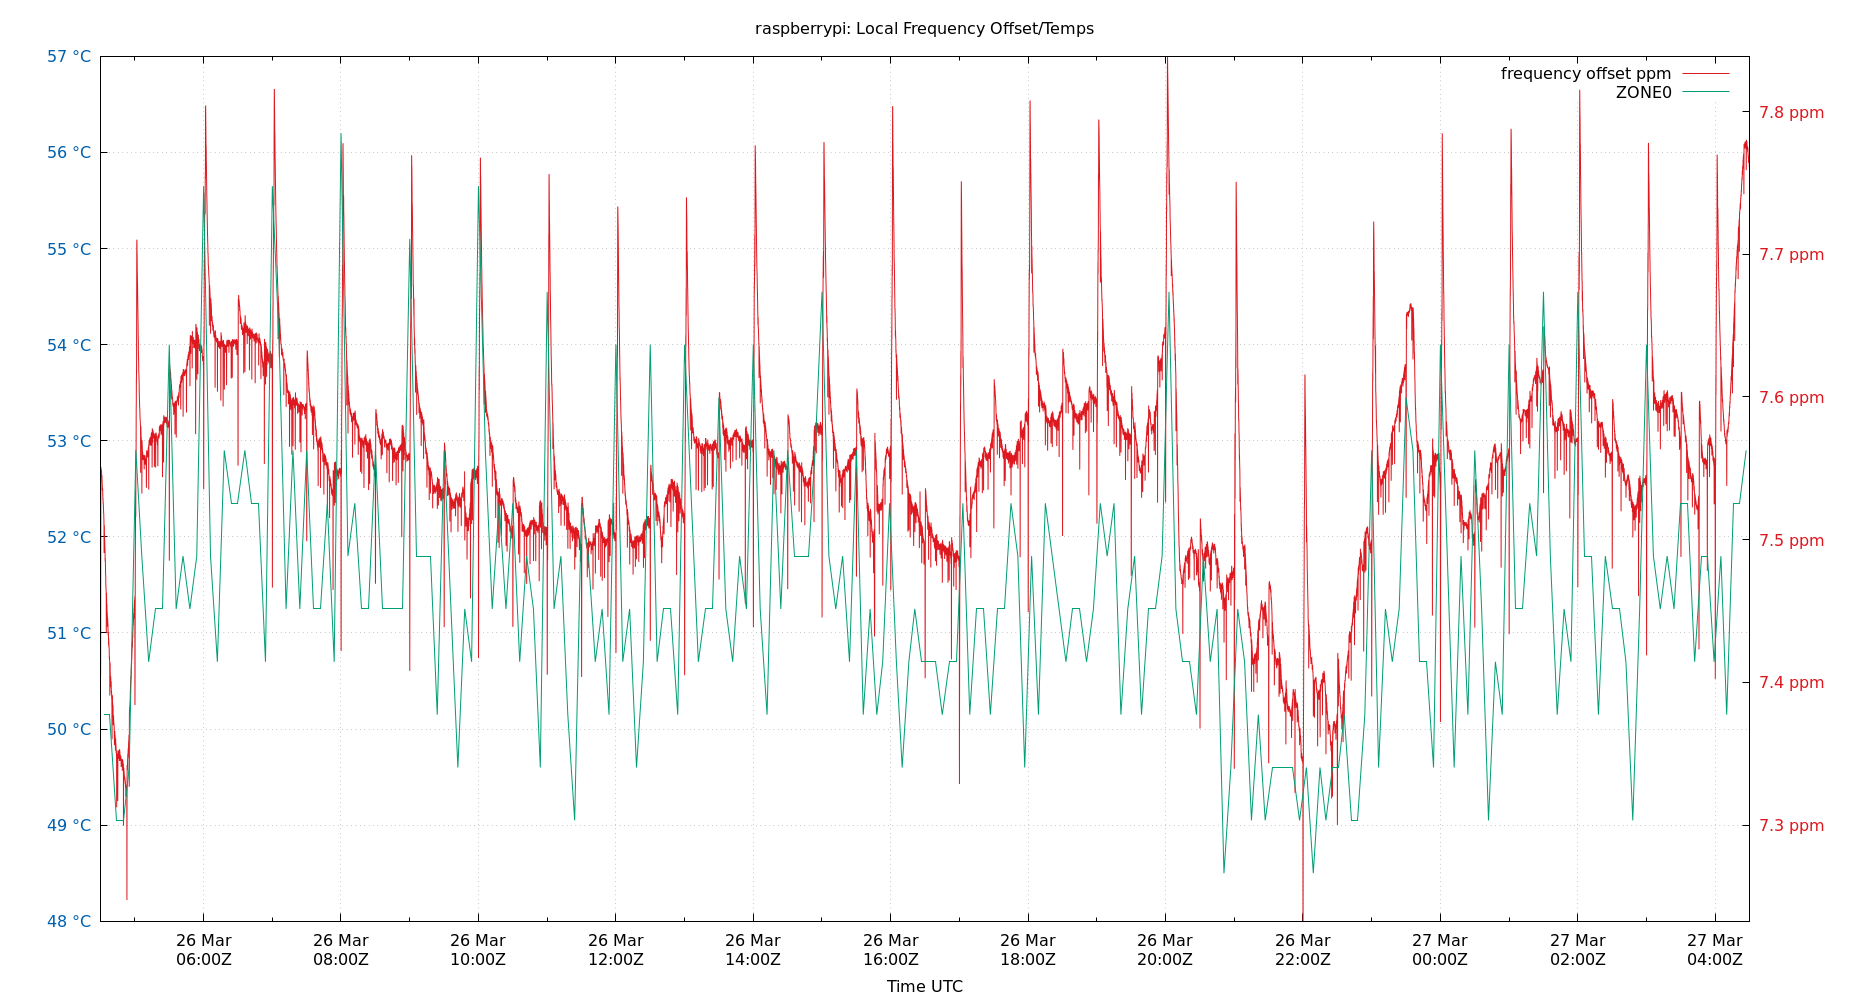 raspberrypi: Local Frequency Offset/Temps
frequency offset ppm
ZONE0
57 °C
56 °C
55 °C
54 °C
53 °C
52 °C
51 °C
50 °C
49 °C
48 °C
7.8 ppm
7.7 ppm
7.6 ppm
7.5 ppm
7.4 ppm
7.3 ppm
26 Mar 26 Mar 26 Mar 26 Mar 26 Mar 26 Mar 26 Mar 26 Mar 26 Mar 27 Mar 27 Mar 27 Mar
06:00Z 08:00Z 10:00Z 12:00Z 14:00Z 16:00Z 18:00Z 20:00Z 22:00Z 00:00Z 02:00Z 04:00Z
Time UTC